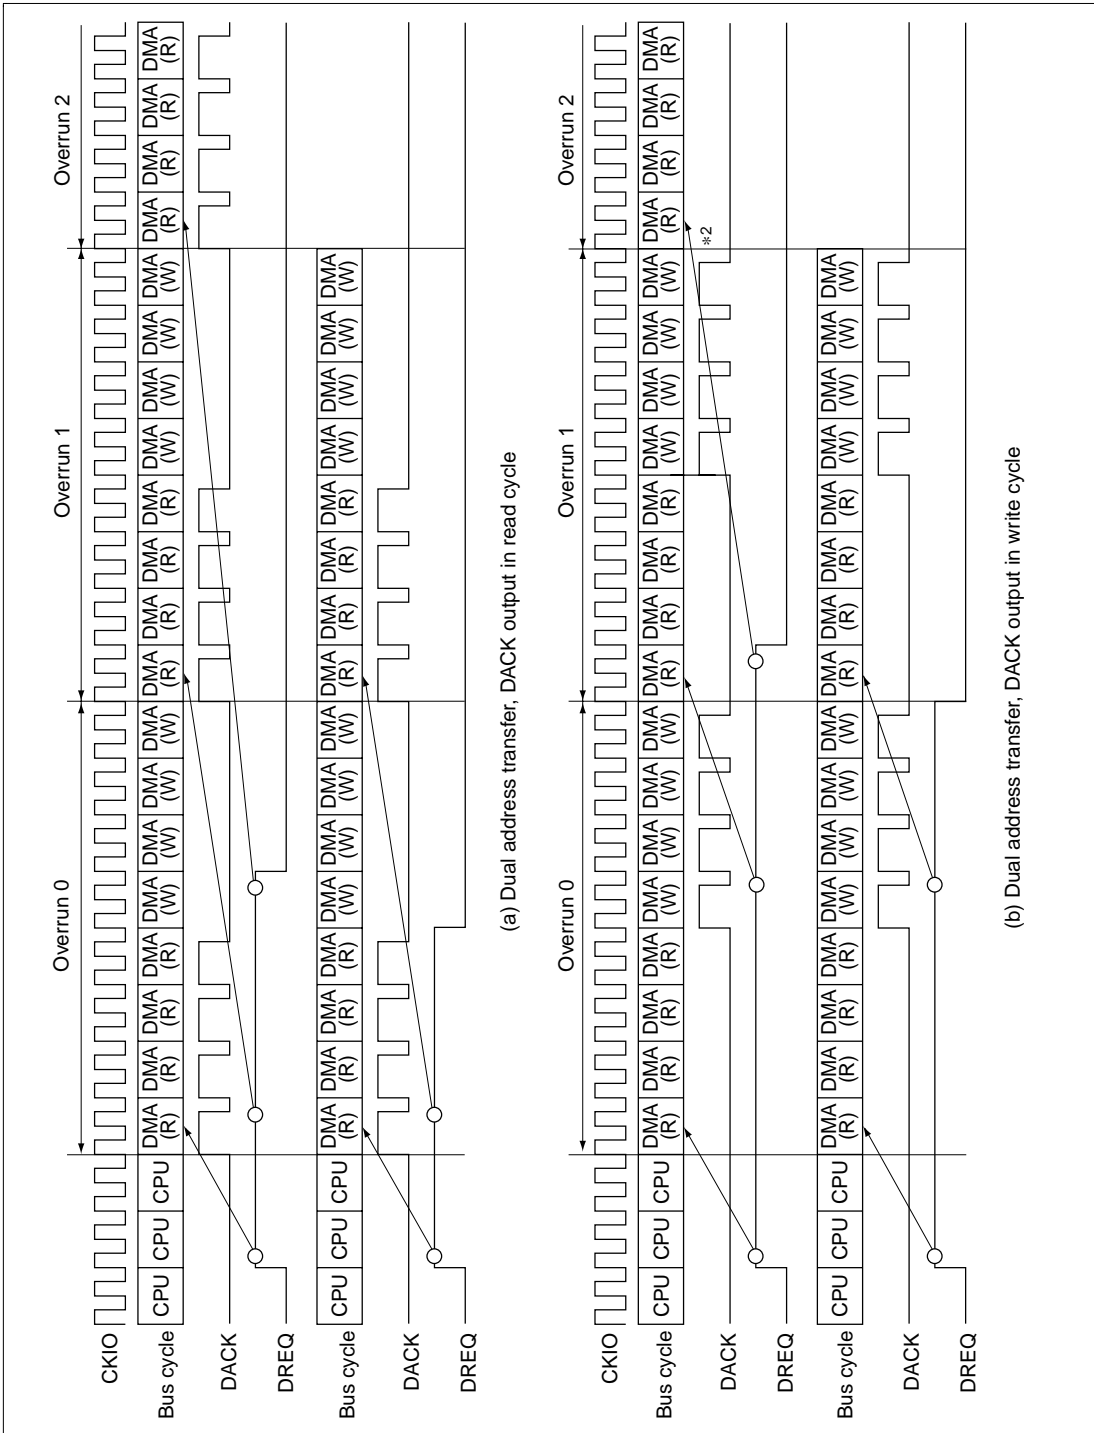 Overrun 0 Overrun 1 Overrun 2
CKIO
Bus cycle CPU CPU CPU DMA (R) DMA (R) DMA (R) DMA (R) DMA (W) DMA (W) DMA (W) DMA (W) DMA (R) DMA (R) DMA (R) DMA (R) DMA (W) DMA (W) DMA (W) DMA (W) DMA (R) DMA (R) DMA (R) DMA (R)
DACK
DREQ
Bus cycle CPU CPU CPU DMA (R) DMA (R) DMA (R) DMA (R) DMA (W) DMA (W) DMA (W) DMA (W) DMA (R) DMA (R) DMA (R) DMA (R) DMA (W) DMA (W) DMA (W) DMA (W)
DACK
DREQ
(a) Dual address transfer, DACK output in read cycle
Overrun 0 Overrun 1 Overrun 2
CKIO
Bus cycle CPU CPU CPU DMA (R) DMA (R) DMA (R) DMA (R) DMA (W) DMA (W) DMA (W) DMA (W) DMA (R) DMA (R) DMA (R) DMA (R) DMA (W) DMA (W) DMA (W) DMA (W) DMA (R) DMA (R) DMA (R) DMA (R)
*2
DACK
DREQ
Bus cycle CPU CPU CPU DMA (R) DMA (R) DMA (R) DMA (R) DMA (W) DMA (W) DMA (W) DMA (W) DMA (R) DMA (R) DMA (R) DMA (R) DMA (W) DMA (W) DMA (W) DMA (W)
DACK
DREQ
(b) Dual address transfer, DACK output in write cycle